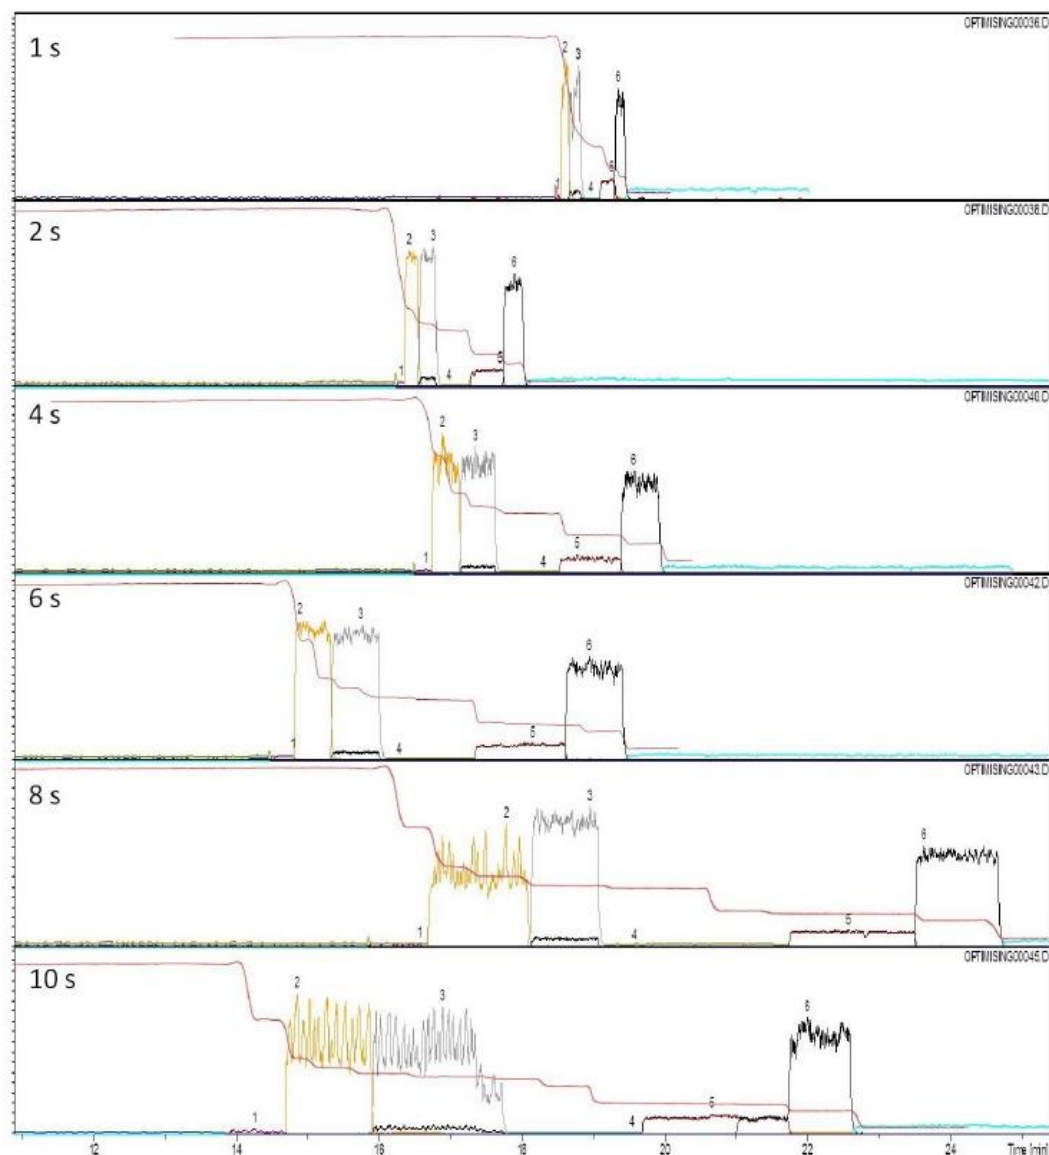 OPTIMISING00036.D
1 s
2
3
6
1
4
5
OPTIMISING00038.D
2 s
2
3
6
1
4
5
OPTIMISING00040.D
4 s
2
3
6
1
4
5
OPTIMISING00042.D
6 s
2
3
6
1
4
5
OPTIMISING00043.D
8 s
2
3
6
1
4
5
OPTIMISING00045.D
10 s
2
3
6
1
4
5
12 14 15 16 17 18 20 21 22 24 Time [min]